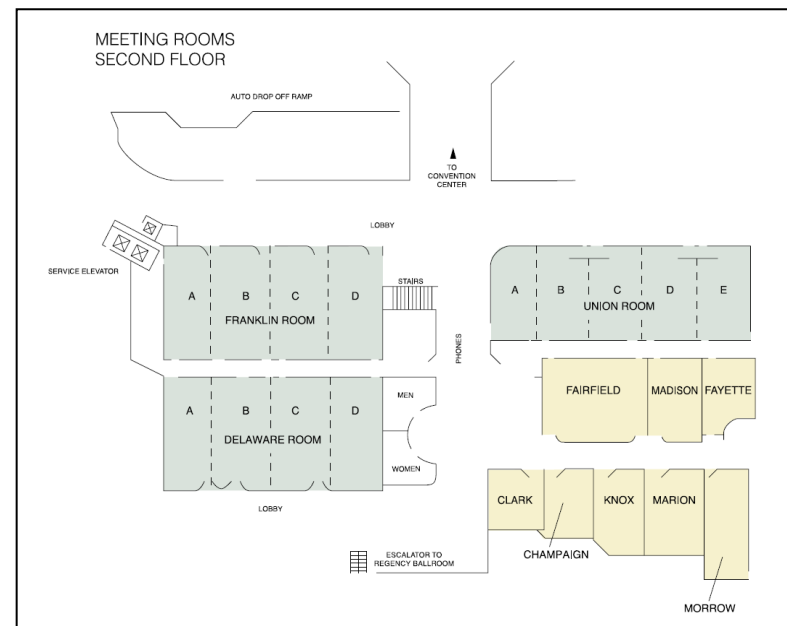 MEETING ROOMS
SECOND FLOOR
AUTO DROP OFF RAMP
TO
CONVENTION
CENTER
LOBBY
SERVICE ELEVATOR
STAIRS
A B C D
FRANKLIN ROOM
A B C D E
UNION ROOM
PHONES
FAIRFIELD MADISON FAYETTE
A B C D
DELAWARE ROOM
MEN
WOMEN
LOBBY
CLARK KNOX MARION
CHAMPAIGN
ESCALATOR TO
REGENCY BALLROOM
MORROW